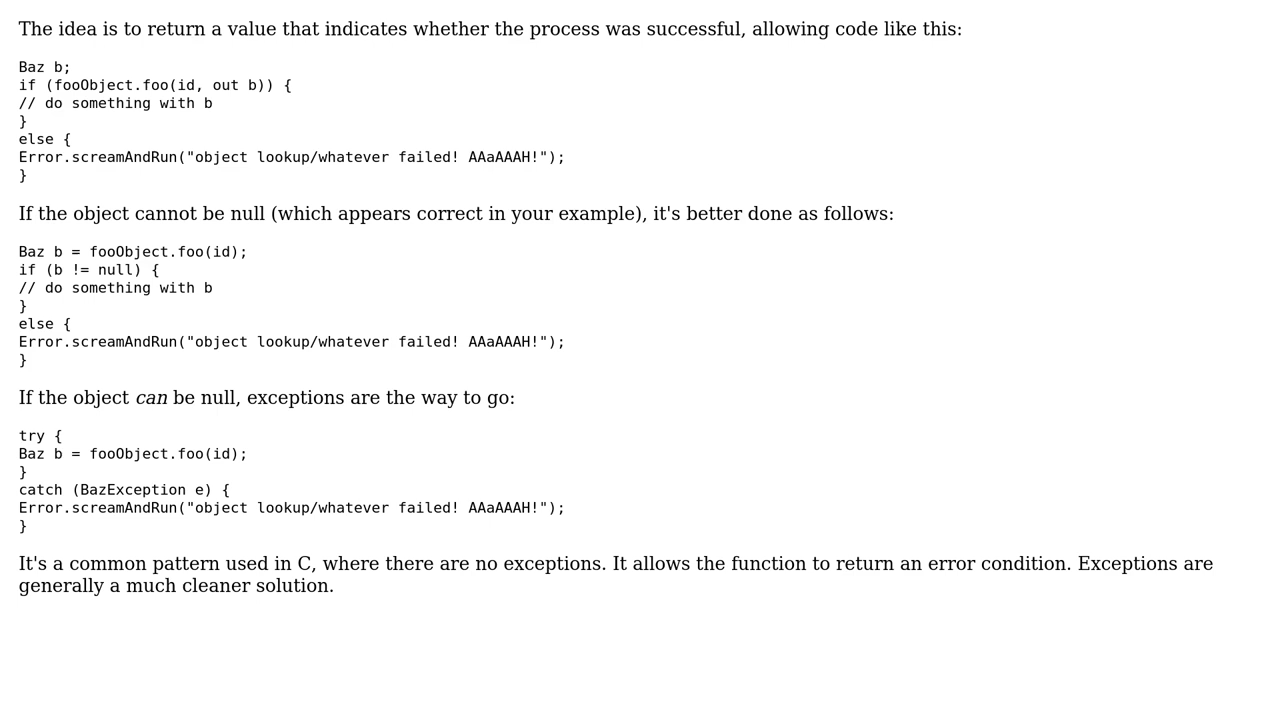 The idea is to return a value that indicates whether the process was successful, allowing code like this:
Baz b;
if (fooObject.foo(id, out b)) {
// do something with b
}
else {
Error.screamAndRun("object lookup/whatever failed! AAaAAAH!");
}
If the object cannot be null (which appears correct in your example), it's better done as follows:
Baz b = fooObject.foo(id);
if (b != null) {
// do something with b
}
else {
Error.screamAndRun("object lookup/whatever failed! AAaAAAH!");
}
If the object can be null, exceptions are the way to go:
try {
Baz b = fooObject.foo(id);
}
catch (BazException e) {
Error.screamAndRun("object lookup/whatever failed! AAaAAAH!");
}
It's a common pattern used in C, where there are no exceptions. It allows the function to return an error condition. Exceptions are
generally a much cleaner solution.